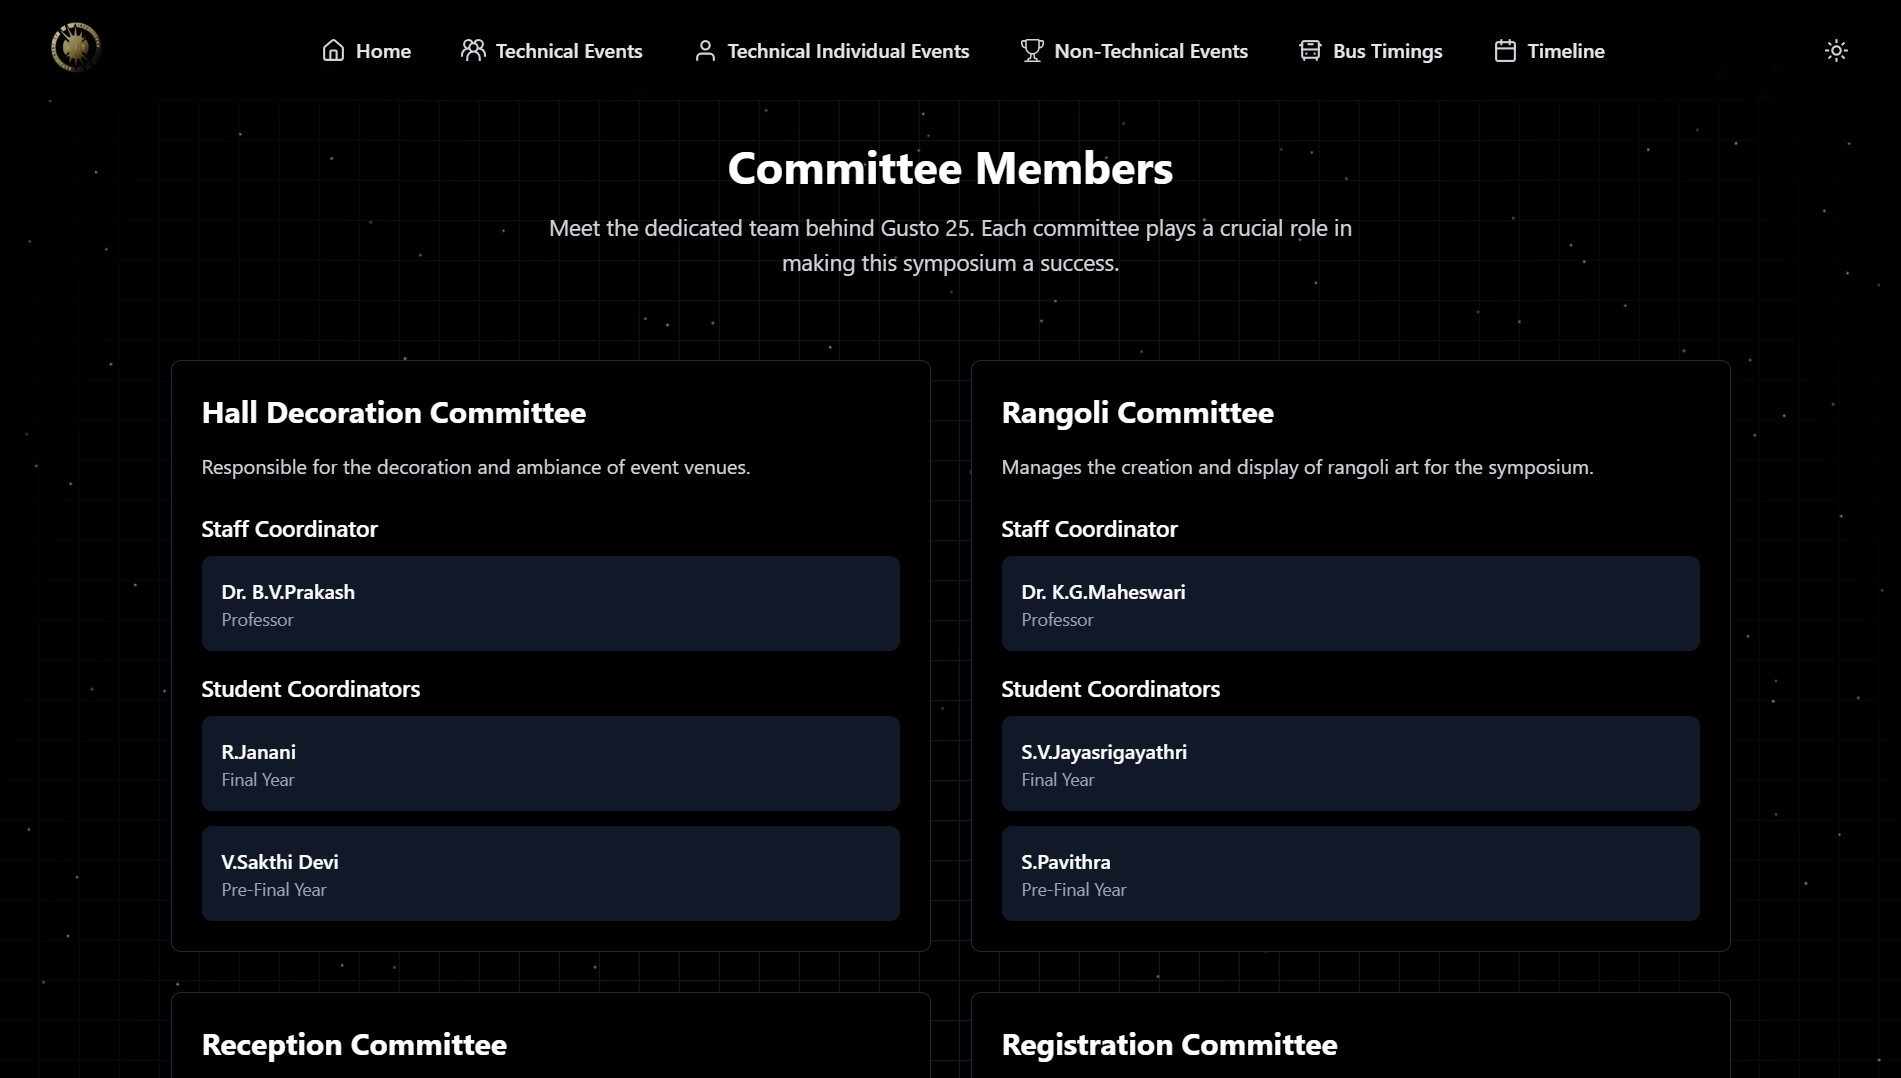 Home
Technical Events
Technical Individual Events
Non-Technical Events
Bus Timings
Timeline
Committee Members
Meet the dedicated team behind Gusto 25. Each committee plays a crucial role in
making this symposium a success.
Hall Decoration Committee
Responsible for the decoration and ambiance of event venues.
Staff Coordinator
Dr. B.V.Prakash
Professor
Student Coordinators
R.Janani
Final Year
V.Sakthi Devi
Pre-Final Year
Rangoli Committee
Manages the creation and display of rangoli art for the symposium.
Staff Coordinator
Dr. K.G.Maheswari
Professor
Student Coordinators
S.V.Jayasrigayathri
Final Year
S.Pavithra
Pre-Final Year
Reception Committee
Registration Committee